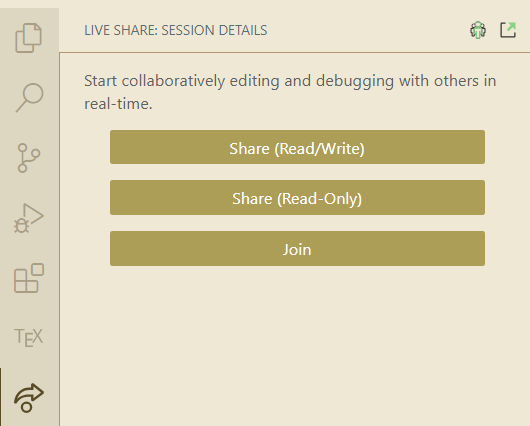 LIVE SHARE: SESSION DETAILS
Start collaboratively editing and debugging with others in
real-time.
Share (Read/Write)
Share (Read-Only)
Join
TEX